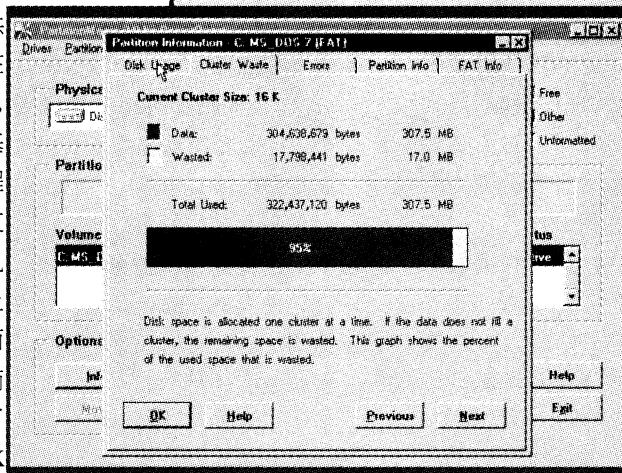 Drives Partition
Partition Information - C: MS_DOS 7 (FAT)
Disk Usage Cluster Waste Errors Partition Info FAT Info
Physica
Free
Current Cluster Size: 16 K
Other
Data: 304,638,679 bytes 307.5 MB
Unformatted
Wasted: 17,798,441 bytes 17.0 MB
Partitio
Total Used: 322,437,120 bytes 307.5 MB
Volume
tus
C: MS_D
95%
Disk space is allocated one cluster at a time. If the data does not fill a
cluster, the remaining space is wasted. This graph shows the percent
of the used space that is wasted.
Options
Inf
Help
OK Help Previous Next
Exit